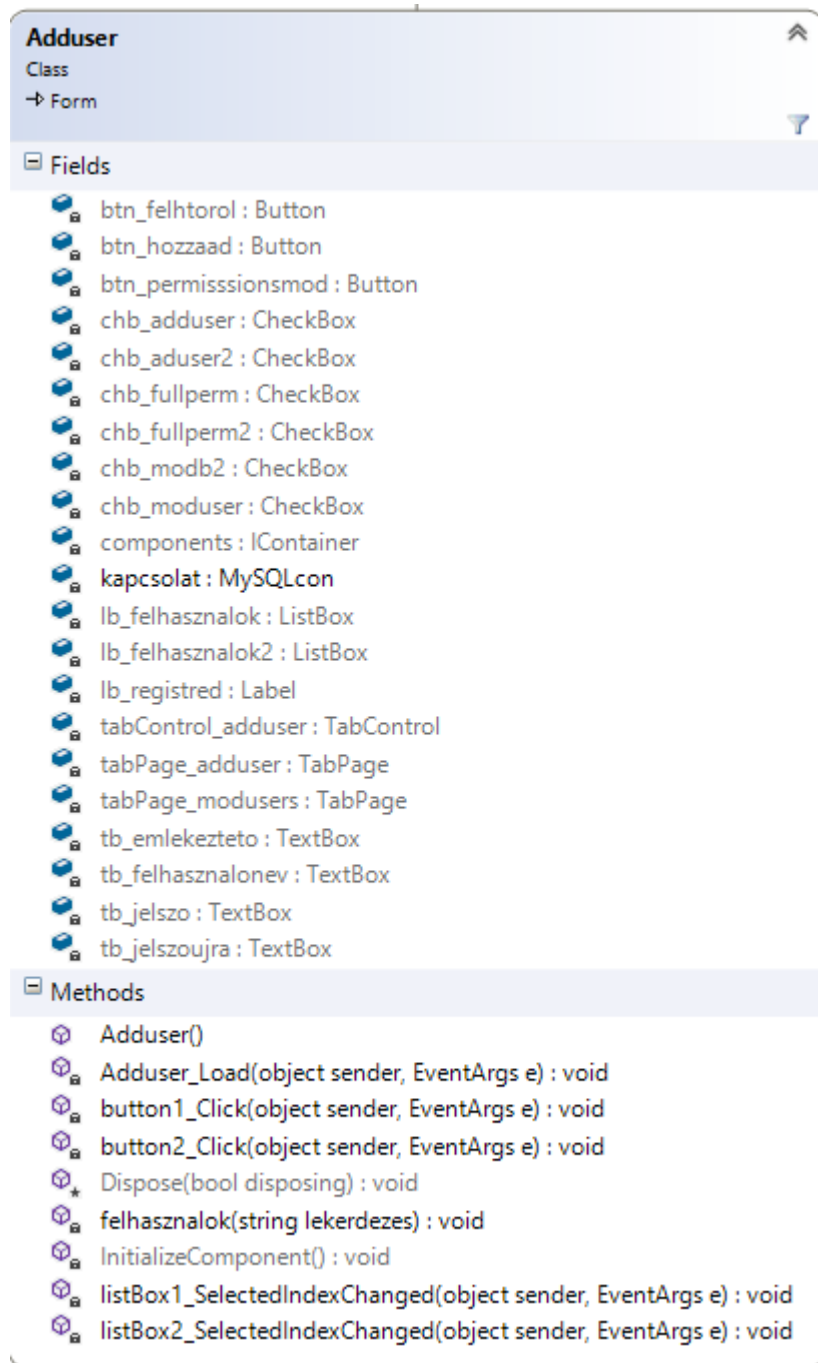 Adduser
Class
Form
Fields
btn_felhtorol : Button
btn_hozzaad : Button
btn_permisssionsmod : Button
chb_adduser : CheckBox
chb_aduser2 : CheckBox
chb_fullperm : CheckBox
chb_fullperm2 : CheckBox
chb_modb2 : CheckBox
chb_moduser : CheckBox
components : IContainer
kapcsolat : MySQLcon
lb_felhasznalok : ListBox
lb_felhasznalok2 : ListBox
lb_registred : Label
tabControl_adduser : TabControl
tabPage_adduser : TabPage
tabPage_modusers : TabPage
tb_emlekezteto : TextBox
tb_felhasznalonev : TextBox
tb_jelszo : TextBox
tb_jelszoujra : TextBox
Methods
Adduser()
Adduser_Load(object sender, EventArgs e) : void
button1_Click(object sender, EventArgs e) : void
button2_Click(object sender, EventArgs e) : void
Dispose(bool disposing) : void
felhasznalok(string lekerdezes) : void
InitializeComponent() : void
listBox1_SelectedIndexChanged(object sender, EventArgs e) : void
listBox2_SelectedIndexChanged(object sender, EventArgs e) : void